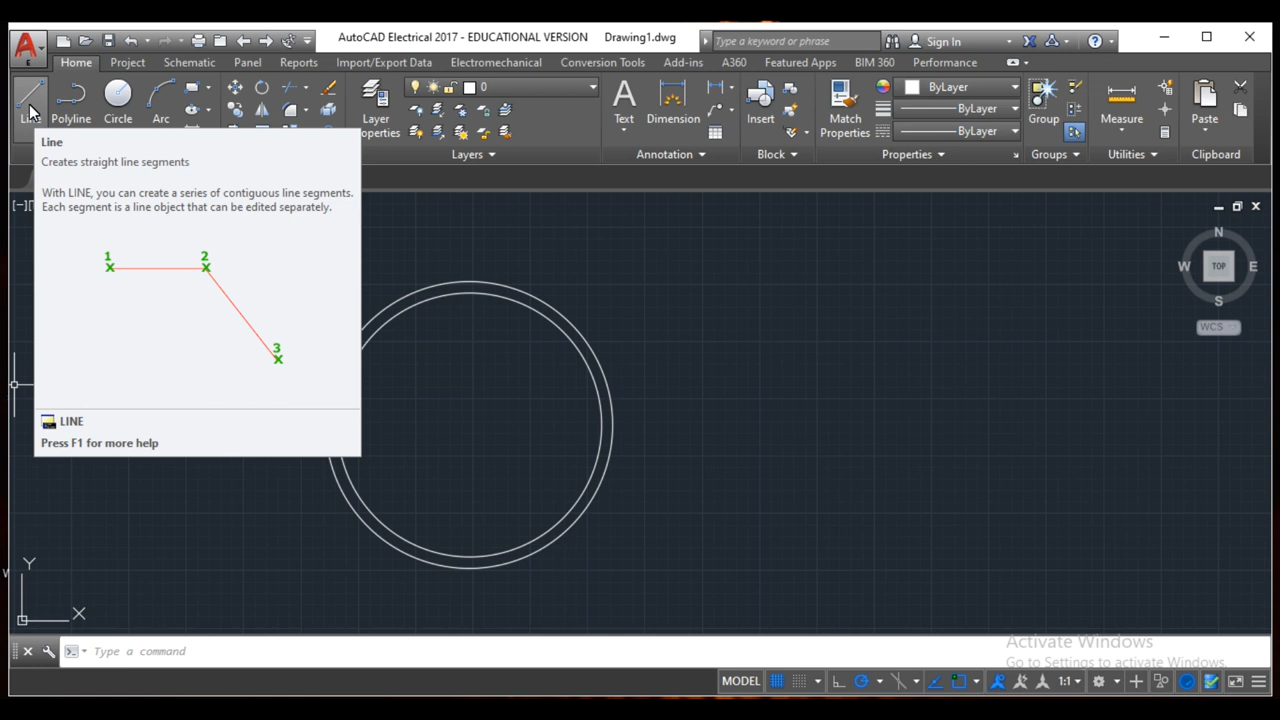 AutoCAD Electrical 2017 - EDUCATIONAL VERSION Drawing1.dwg
Type a keyword or phrase
Sign In
Home Project Schematic Panel Reports Import/Export Data Electromechanical Conversion Tools Add-ins A360 Featured Apps BIM 360 Performance
0
ByLayer
ByLayer
ByLayer
Line Polyline Circle Arc
Layer
Properties
Text Dimension Insert
Match
Properties
Group Measure Paste
Layers Annotation Block Properties Groups Utilities Clipboard
Line
Creates straight line segments
With LINE, you can create a series of contiguous line segments.
Each segment is a line object that can be edited separately.
1 2
3
LINE
Press F1 for more help
[−]
N
W TOP E
S
WCS
Y
X
Type a command
Activate Windows
Go to Settings to activate Windows.
MODEL 1:1